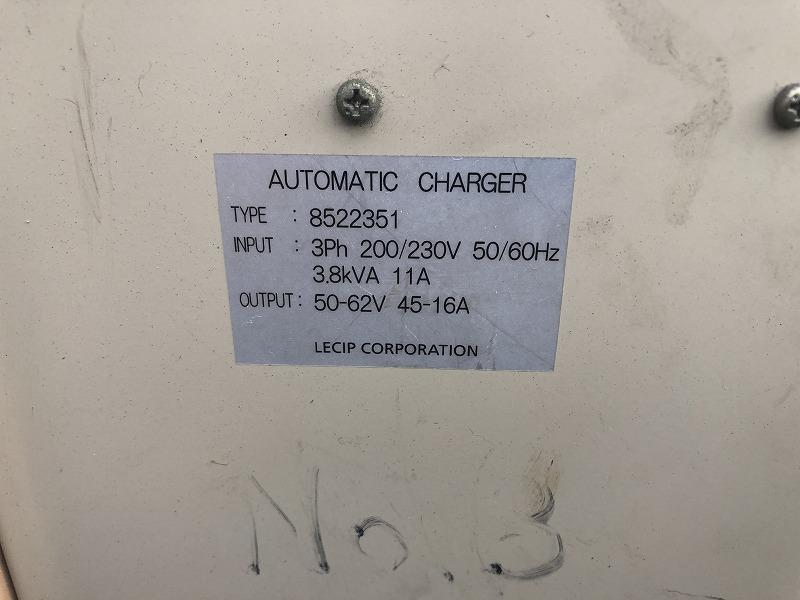 AUTOMATIC CHARGER
TYPE : 8522351
INPUT : 3Ph 200/230V 50/60Hz
3.8kVA 11A
OUTPUT: 50-62V 45-16A
LECIP CORPORATION
No.3